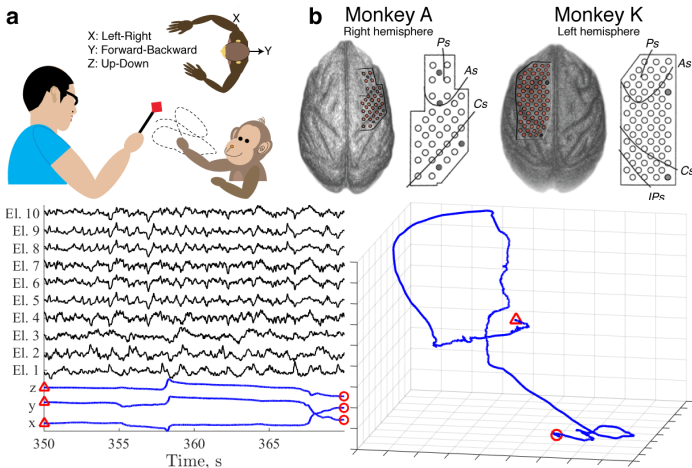 a
X: Left-Right
Y: Forward-Backward
Z: Up-Down
X
Y
b
Monkey A
Right hemisphere
Ps
As
Cs
Monkey K
Left hemisphere
Ps
As
Cs
IPs
El. 10
El. 9
El. 8
El. 7
El. 6
El. 5
El. 4
El. 3
El. 2
El. 1
z
y
x
350
355
360
365
Time, s